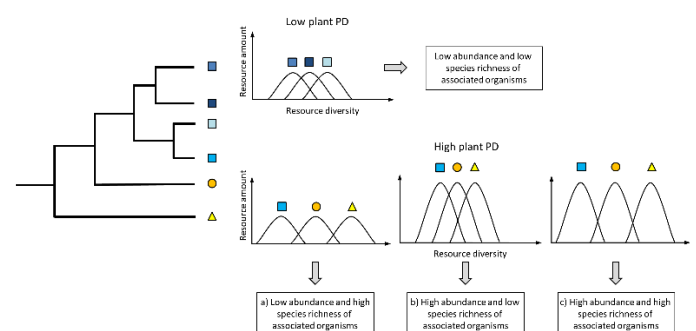 Low plant PD
Resource amount
Resource diversity
Low abundance and low
species richness of
associated organisms
High plant PD
Resource amount
Resource diversity
a) Low abundance and high
species richness of
associated organisms
b) High abundance and low
species richness of
associated organisms
c) High abundance and high
species richness of
associated organisms